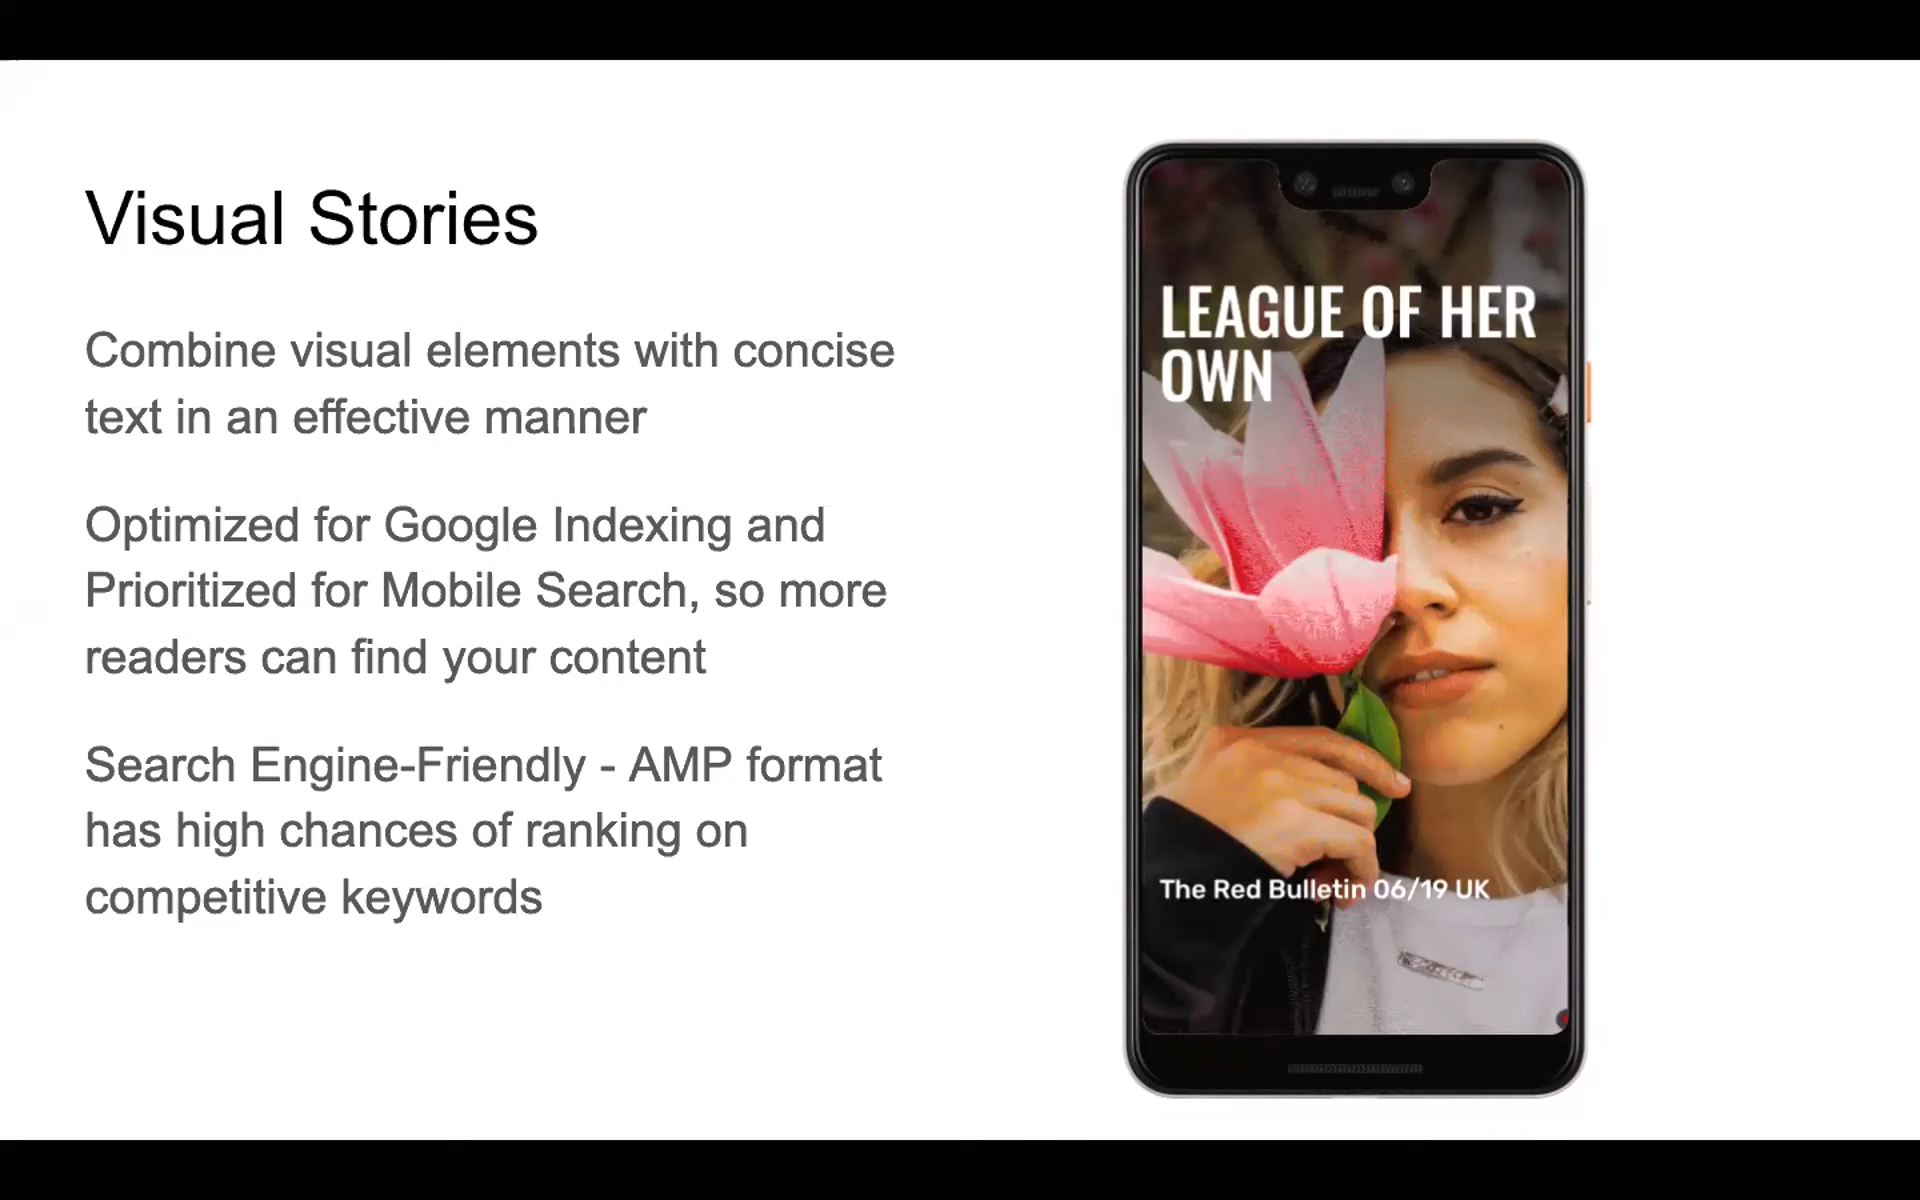 Visual Stories
Combine visual elements with concise
text in an effective manner
Optimized for Google Indexing and
Prioritized for Mobile Search, so more
readers can find your content
Search Engine-Friendly - AMP format
has high chances of ranking on
competitive keywords
LEAGUE OF HER
OWN
The Red Bulletin 06/19 UK